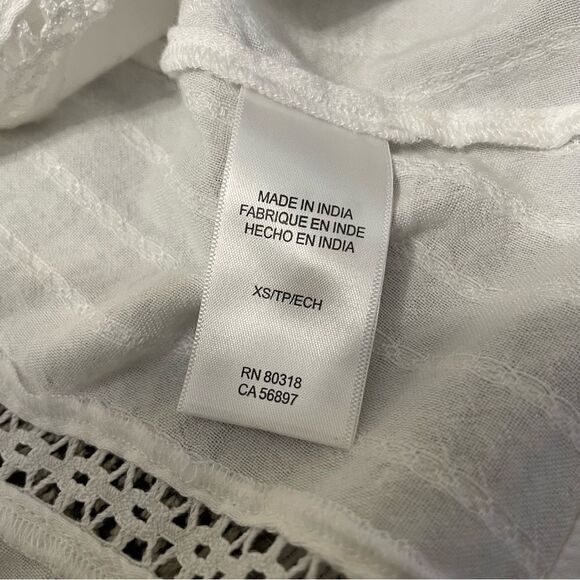 MADE IN INDIA
FABRIQUE EN INDE
HECHO EN INDIA
XS/TP/ECH
RN 80318
CA 56897